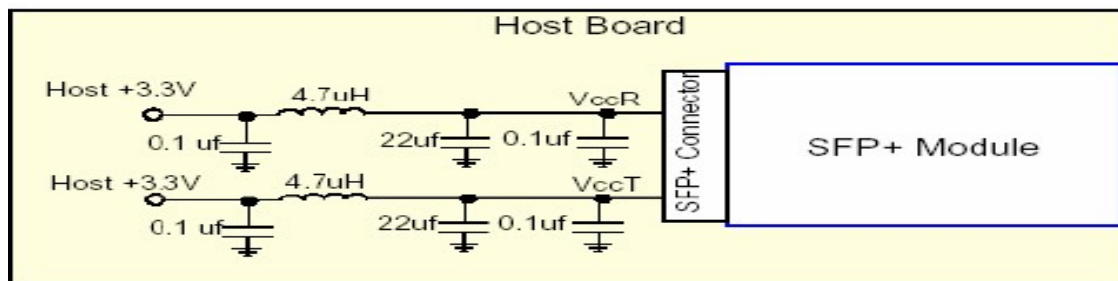 Host Board
Host +3.3V
4.7uH
VccR
0.1 uf
22uf
0.1uf
SFP+ Connector
SFP+ Module
Host +3.3V
4.7uH
VccT
0.1 uf
22uf
0.1uf